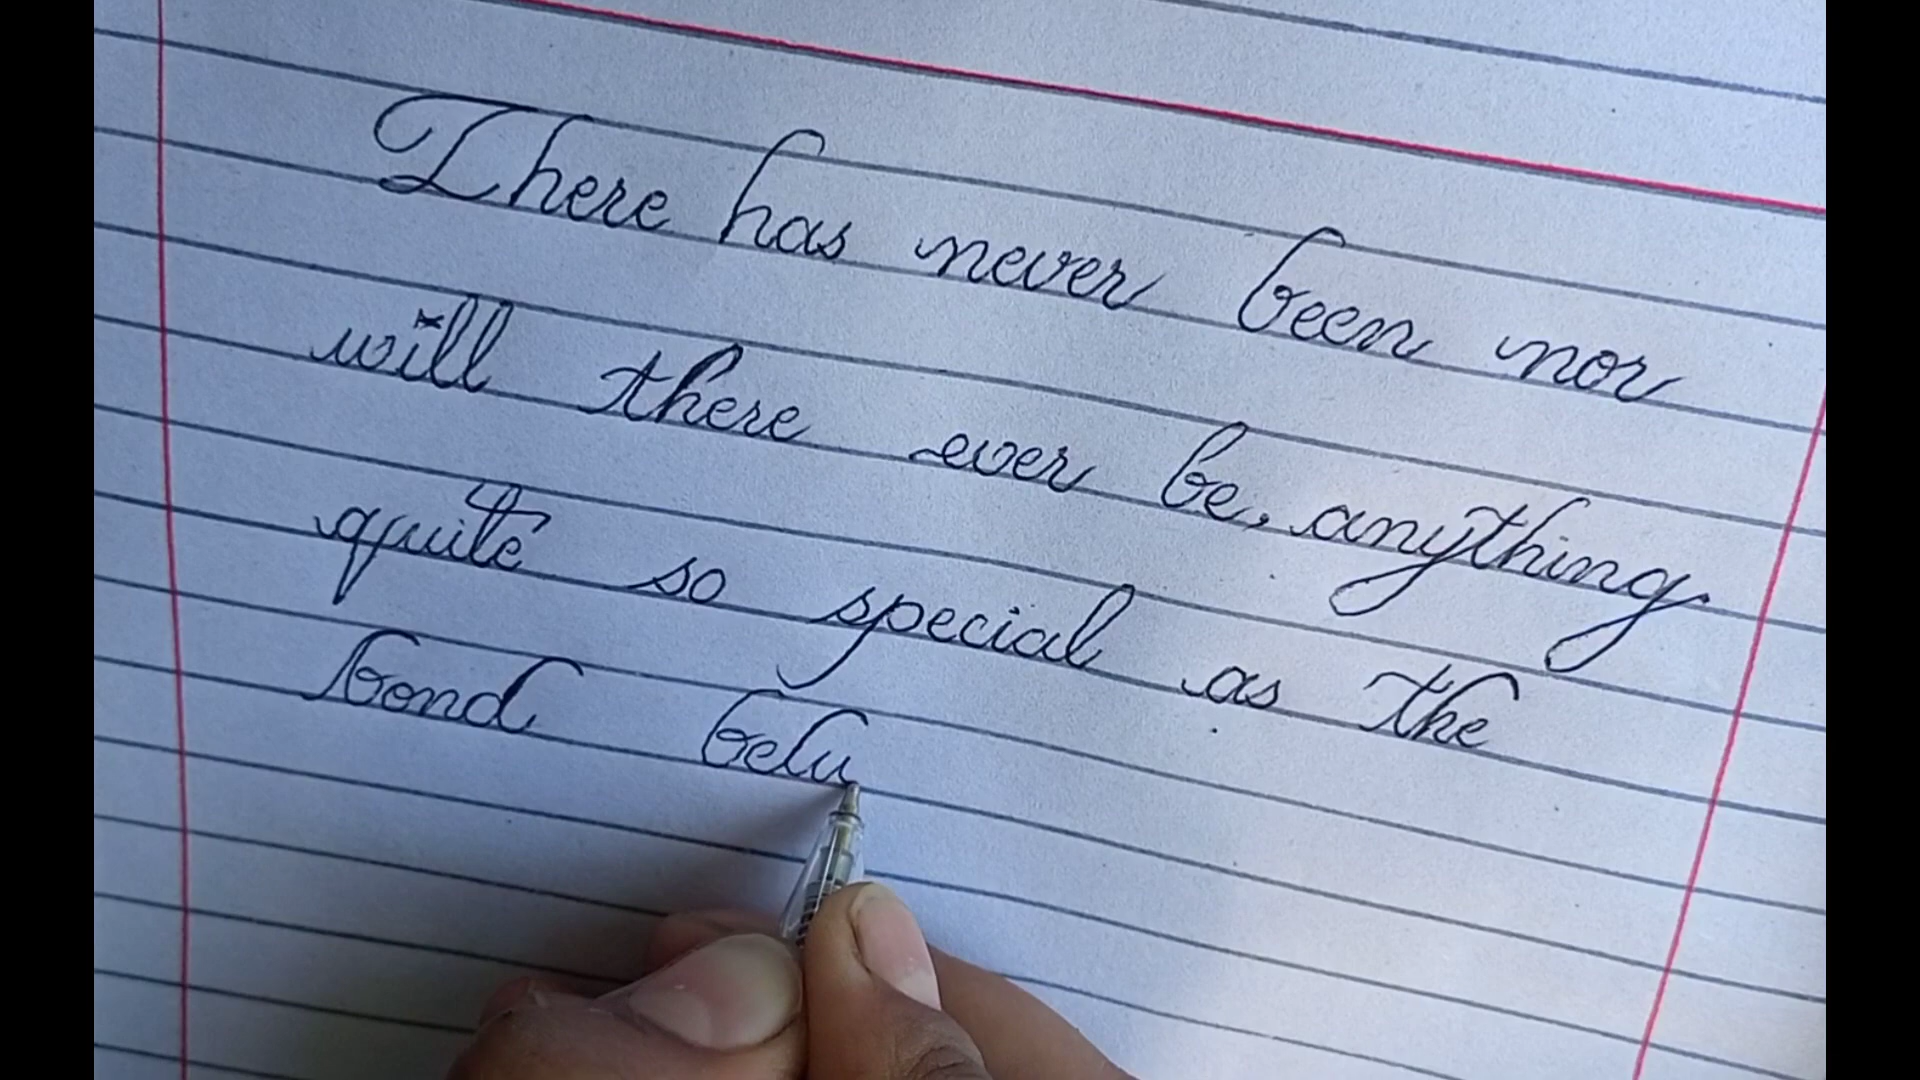 There has never been nor
will there ever be, anything
quite so special as the
bond